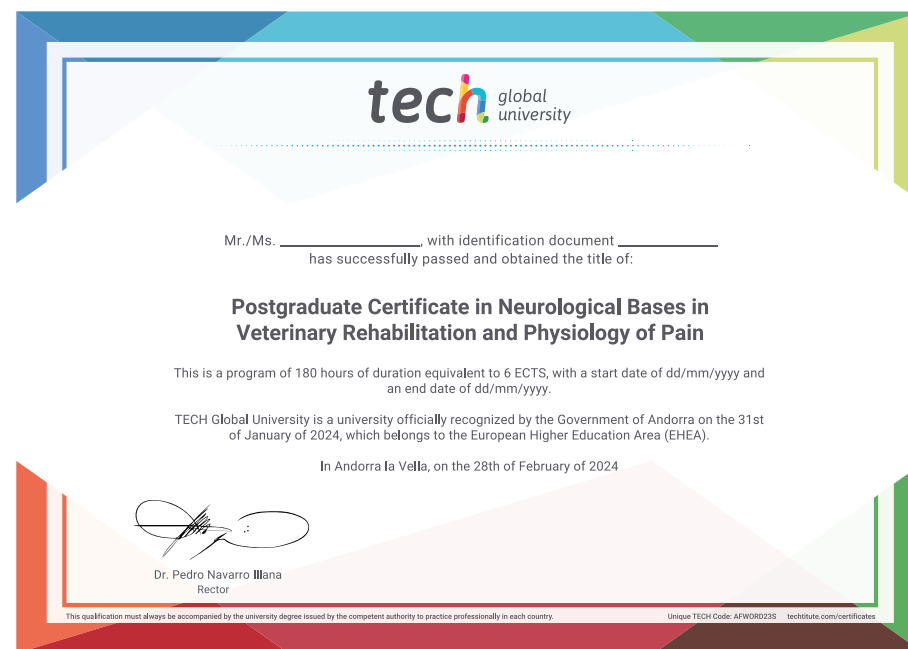 tech global university
Mr./Ms. ____________________, with identification document ______________
has successfully passed and obtained the title of:
Postgraduate Certificate in Neurological Bases in
Veterinary Rehabilitation and Physiology of Pain
This is a program of 180 hours of duration equivalent to 6 ECTS, with a start date of dd/mm/yyyy and
an end date of dd/mm/yyyy.
TECH Global University is a university officially recognized by the Government of Andorra on the 31st
of January of 2024, which belongs to the European Higher Education Area (EHEA).
In Andorra la Vella, on the 28th of February of 2024
Dr. Pedro Navarro Illana
Rector
This qualification must always be accompanied by the university degree issued by the competent authority to practice professionally in each country.
Unique TECH Code: AFWORD23S techtitute.com/certificates